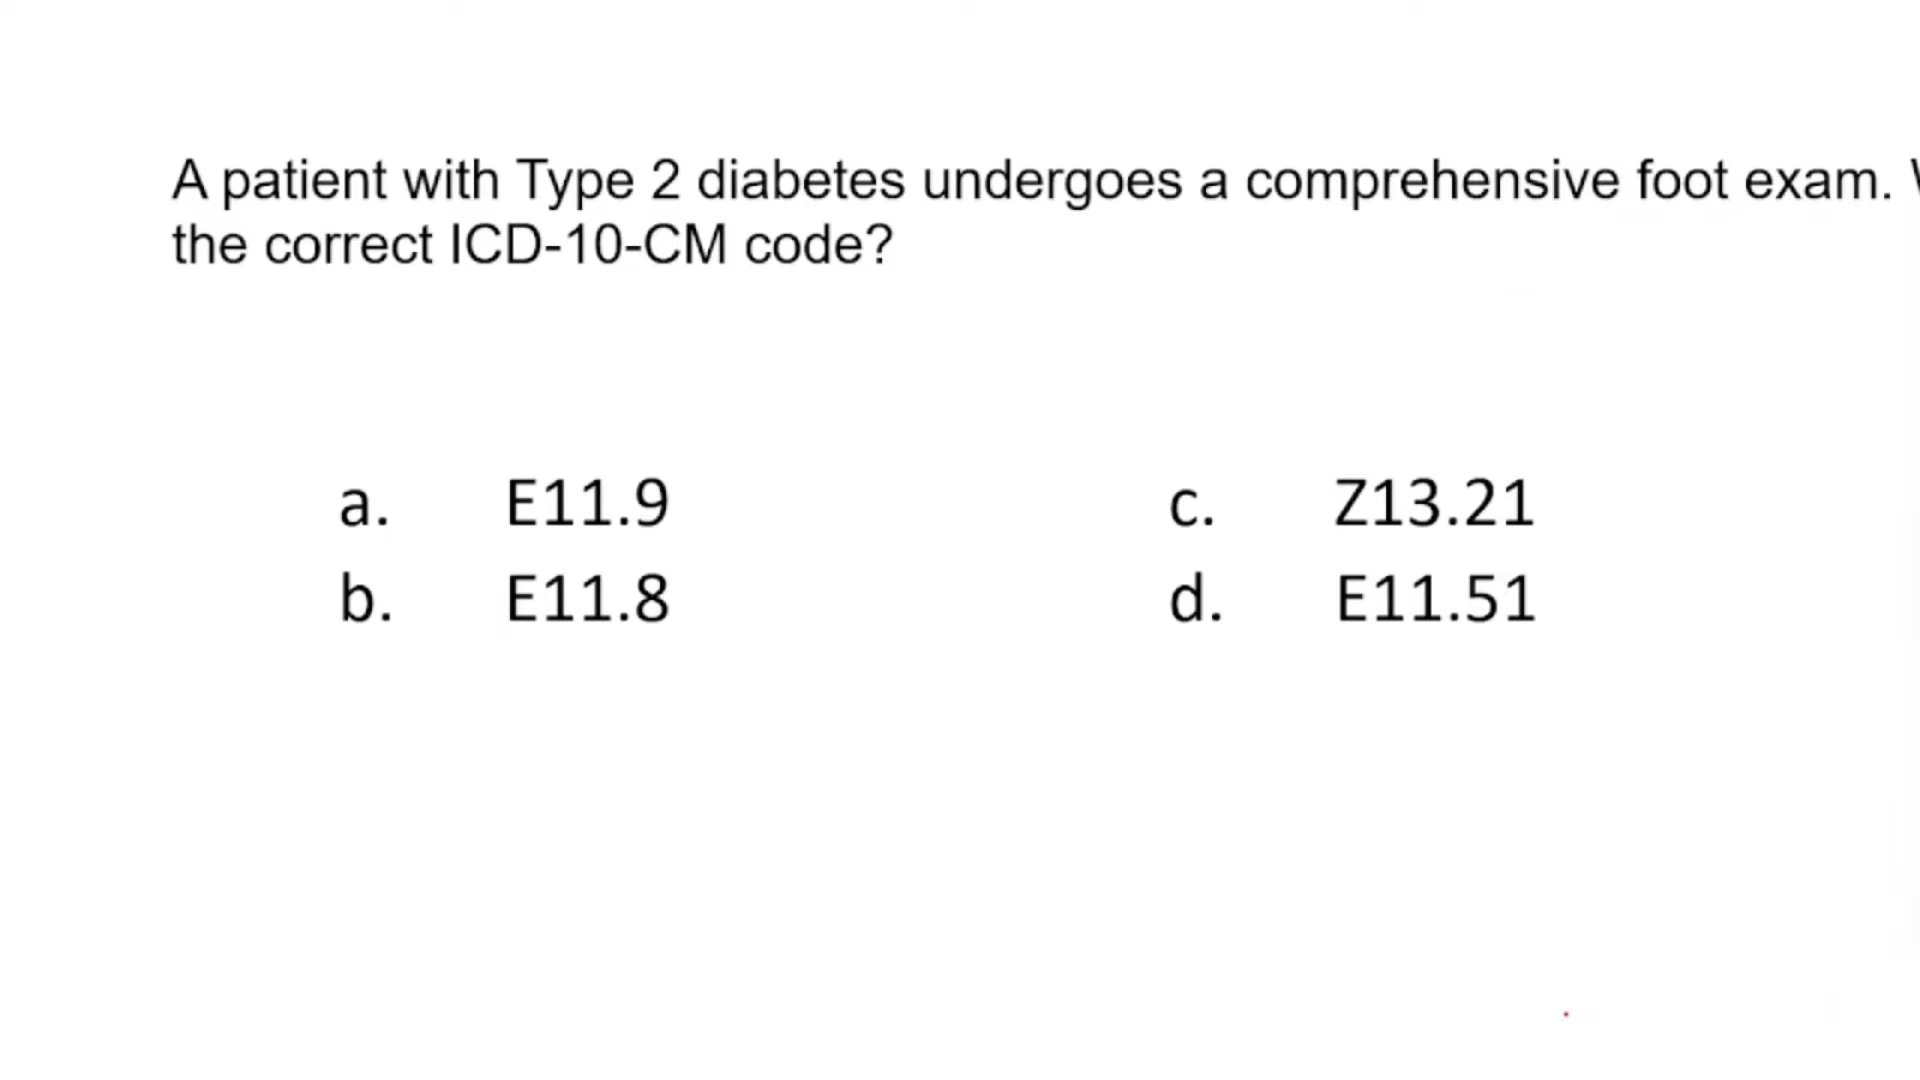 A patient with Type 2 diabetes undergoes a comprehensive foot exam.
the correct ICD-10-CM code?
a. E11.9
c. Z13.21
b. E11.8
d. E11.51